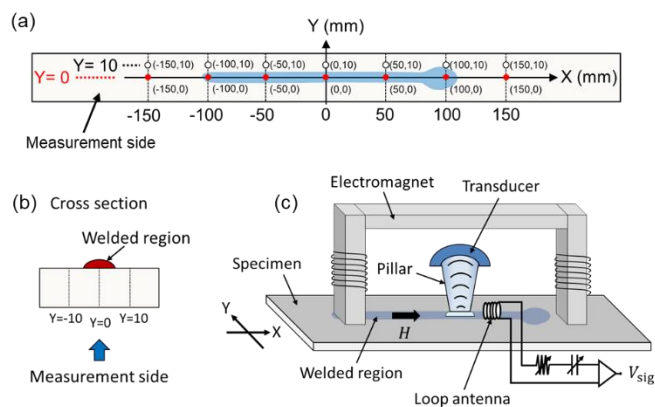 (a)
Y (mm)
Y= 10
(-150,10)
(-100,10)
(-50,10)
(0,10)
(50,10)
(100,10)
(150,10)
Y= 0
X (mm)
(-150,0)
(-100,0)
(-50,0)
(0,0)
(50,0)
(100,0)
(150,0)
Measurement side
-150
-100
-50
0
50
100
150
(b)
Cross section
Welded region
Y=-10
Y=0
Y=10
Measurement side
(c)
Electromagnet
Transducer
Specimen
Pillar
Y
X
H
Welded region
Loop antenna
Vsig